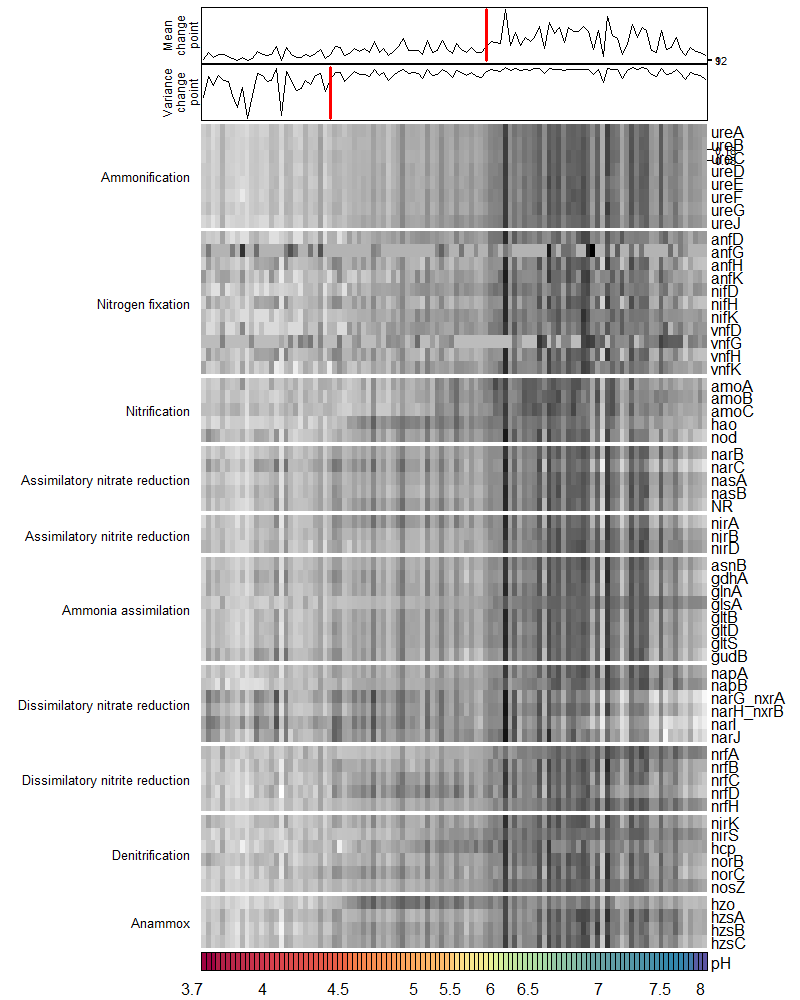 Mean
change
point
Variance
change
point
Ammonification
ureA
ureB
ureC
ureD
ureE
ureF
ureG
ureJ
Nitrogen fixation
anfD
anfG
anfH
anfK
nifD
nifH
nifK
vnfD
vnfG
vnfH
vnfK
Nitrification
amoA
amoB
amoC
hao
nod
Assimilatory nitrate reduction
narB
narC
nasA
nasB
NR
Assimilatory nitrite reduction
nirA
nirB
nirD
Ammonia assimilation
asnB
gdhA
glnA
glsA
gltB
gltD
gltS
gudB
Dissimilatory nitrate reduction
napA
napB
narG_nxrA
narH_nxrB
narI
narJ
Dissimilatory nitrite reduction
nrfA
nrfB
nrfC
nrfD
nrfH
Denitrification
nirK
nirS
hcp
norB
norC
nosZ
Anammox
hzo
hzsA
hzsB
hzsC
pH
3.7 4 4.5 5 5.5 6 6.5 7 7.5 8